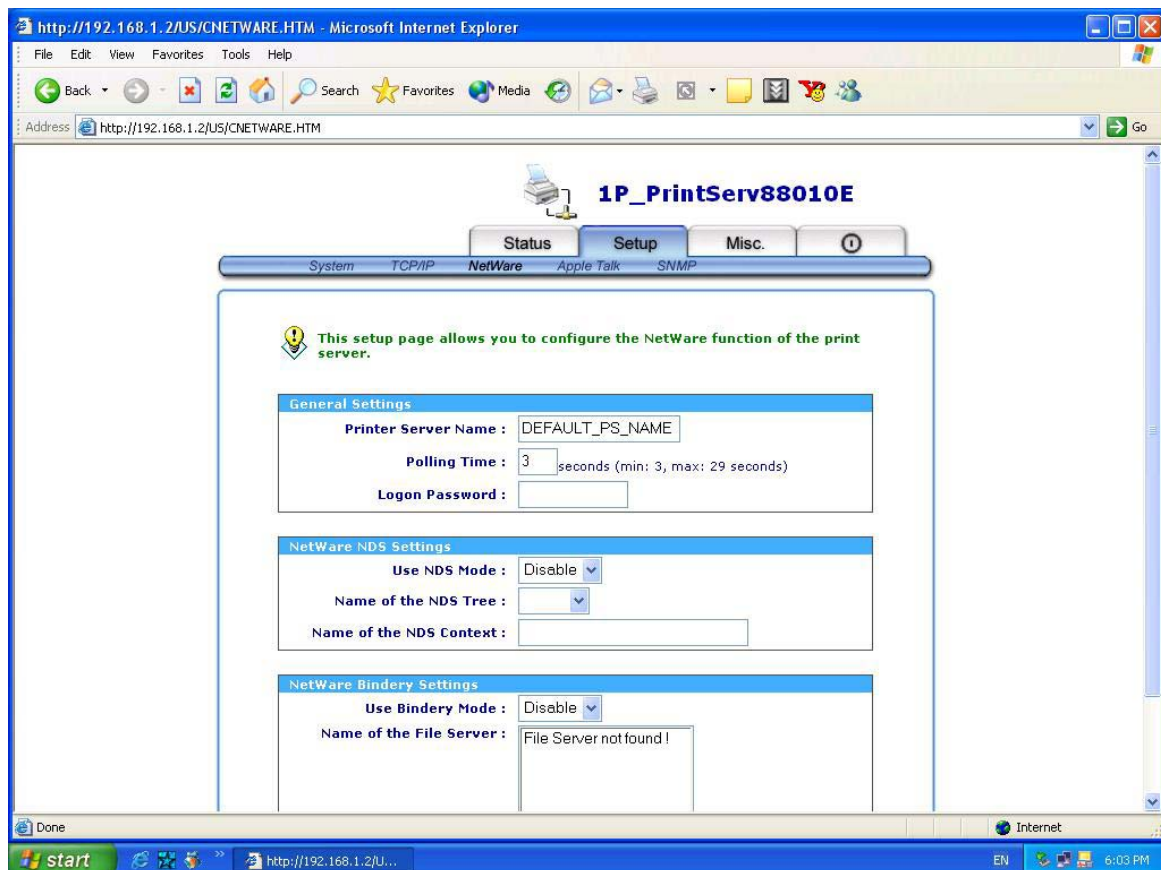 http://192.168.1.2/US/CNETWARE.HTM - Microsoft Internet Explorer
File Edit View Favorites Tools Help
Back Search Favorites Media
Address http://192.168.1.2/US/CNETWARE.HTM Go
1P_PrintServ88010E
Status Setup Misc.
System TCP/IP NetWare Apple Talk SNMP
This setup page allows you to configure the NetWare function of the print
server.
General Settings
Printer Server Name : DEFAULT_PS_NAME
Polling Time : 3 seconds (min: 3, max: 29 seconds)
Logon Password :
NetWare NDS Settings
Use NDS Mode : Disable
Name of the NDS Tree :
Name of the NDS Context :
NetWare Bindery Settings
Use Bindery Mode : Disable
Name of the File Server : File Server not found !
Done Internet
start http://192.168.1.2/U... EN 6:03 PM